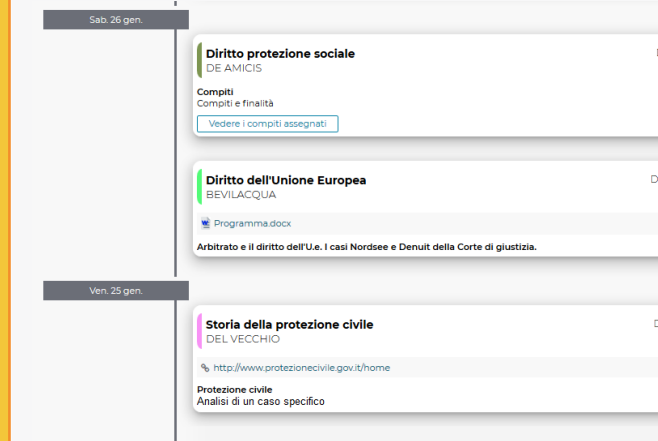 Sab. 26 gen.
Diritto protezione sociale
DE AMICIS
Compiti
Compiti e finalità
Vedere i compiti assegnati
Diritto dell'Unione Europea
BEVILACQUA
Programma.docx
Arbitrato e il diritto dell'U.e. I casi Nordsee e Denuit della Corte di giustizia.
Ven. 25 gen.
Storia della protezione civile
DEL VECCHIO
http://www.protezionecivile.gov.it/home
Protezione civile
Analisi di un caso specifico